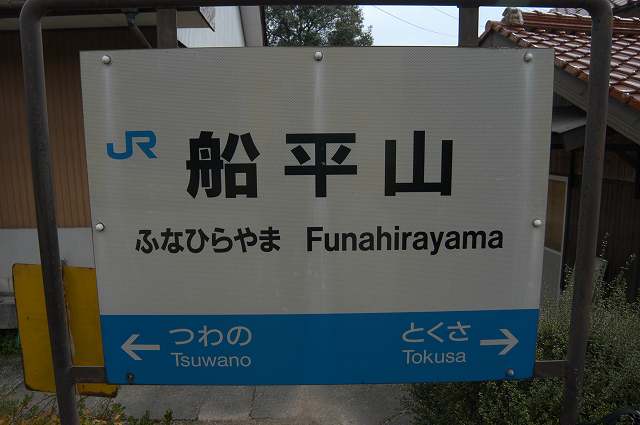 JR 船平山
ふなひらやま Funahirayama
← つわの とくさ →
Tsuwano Tokusa